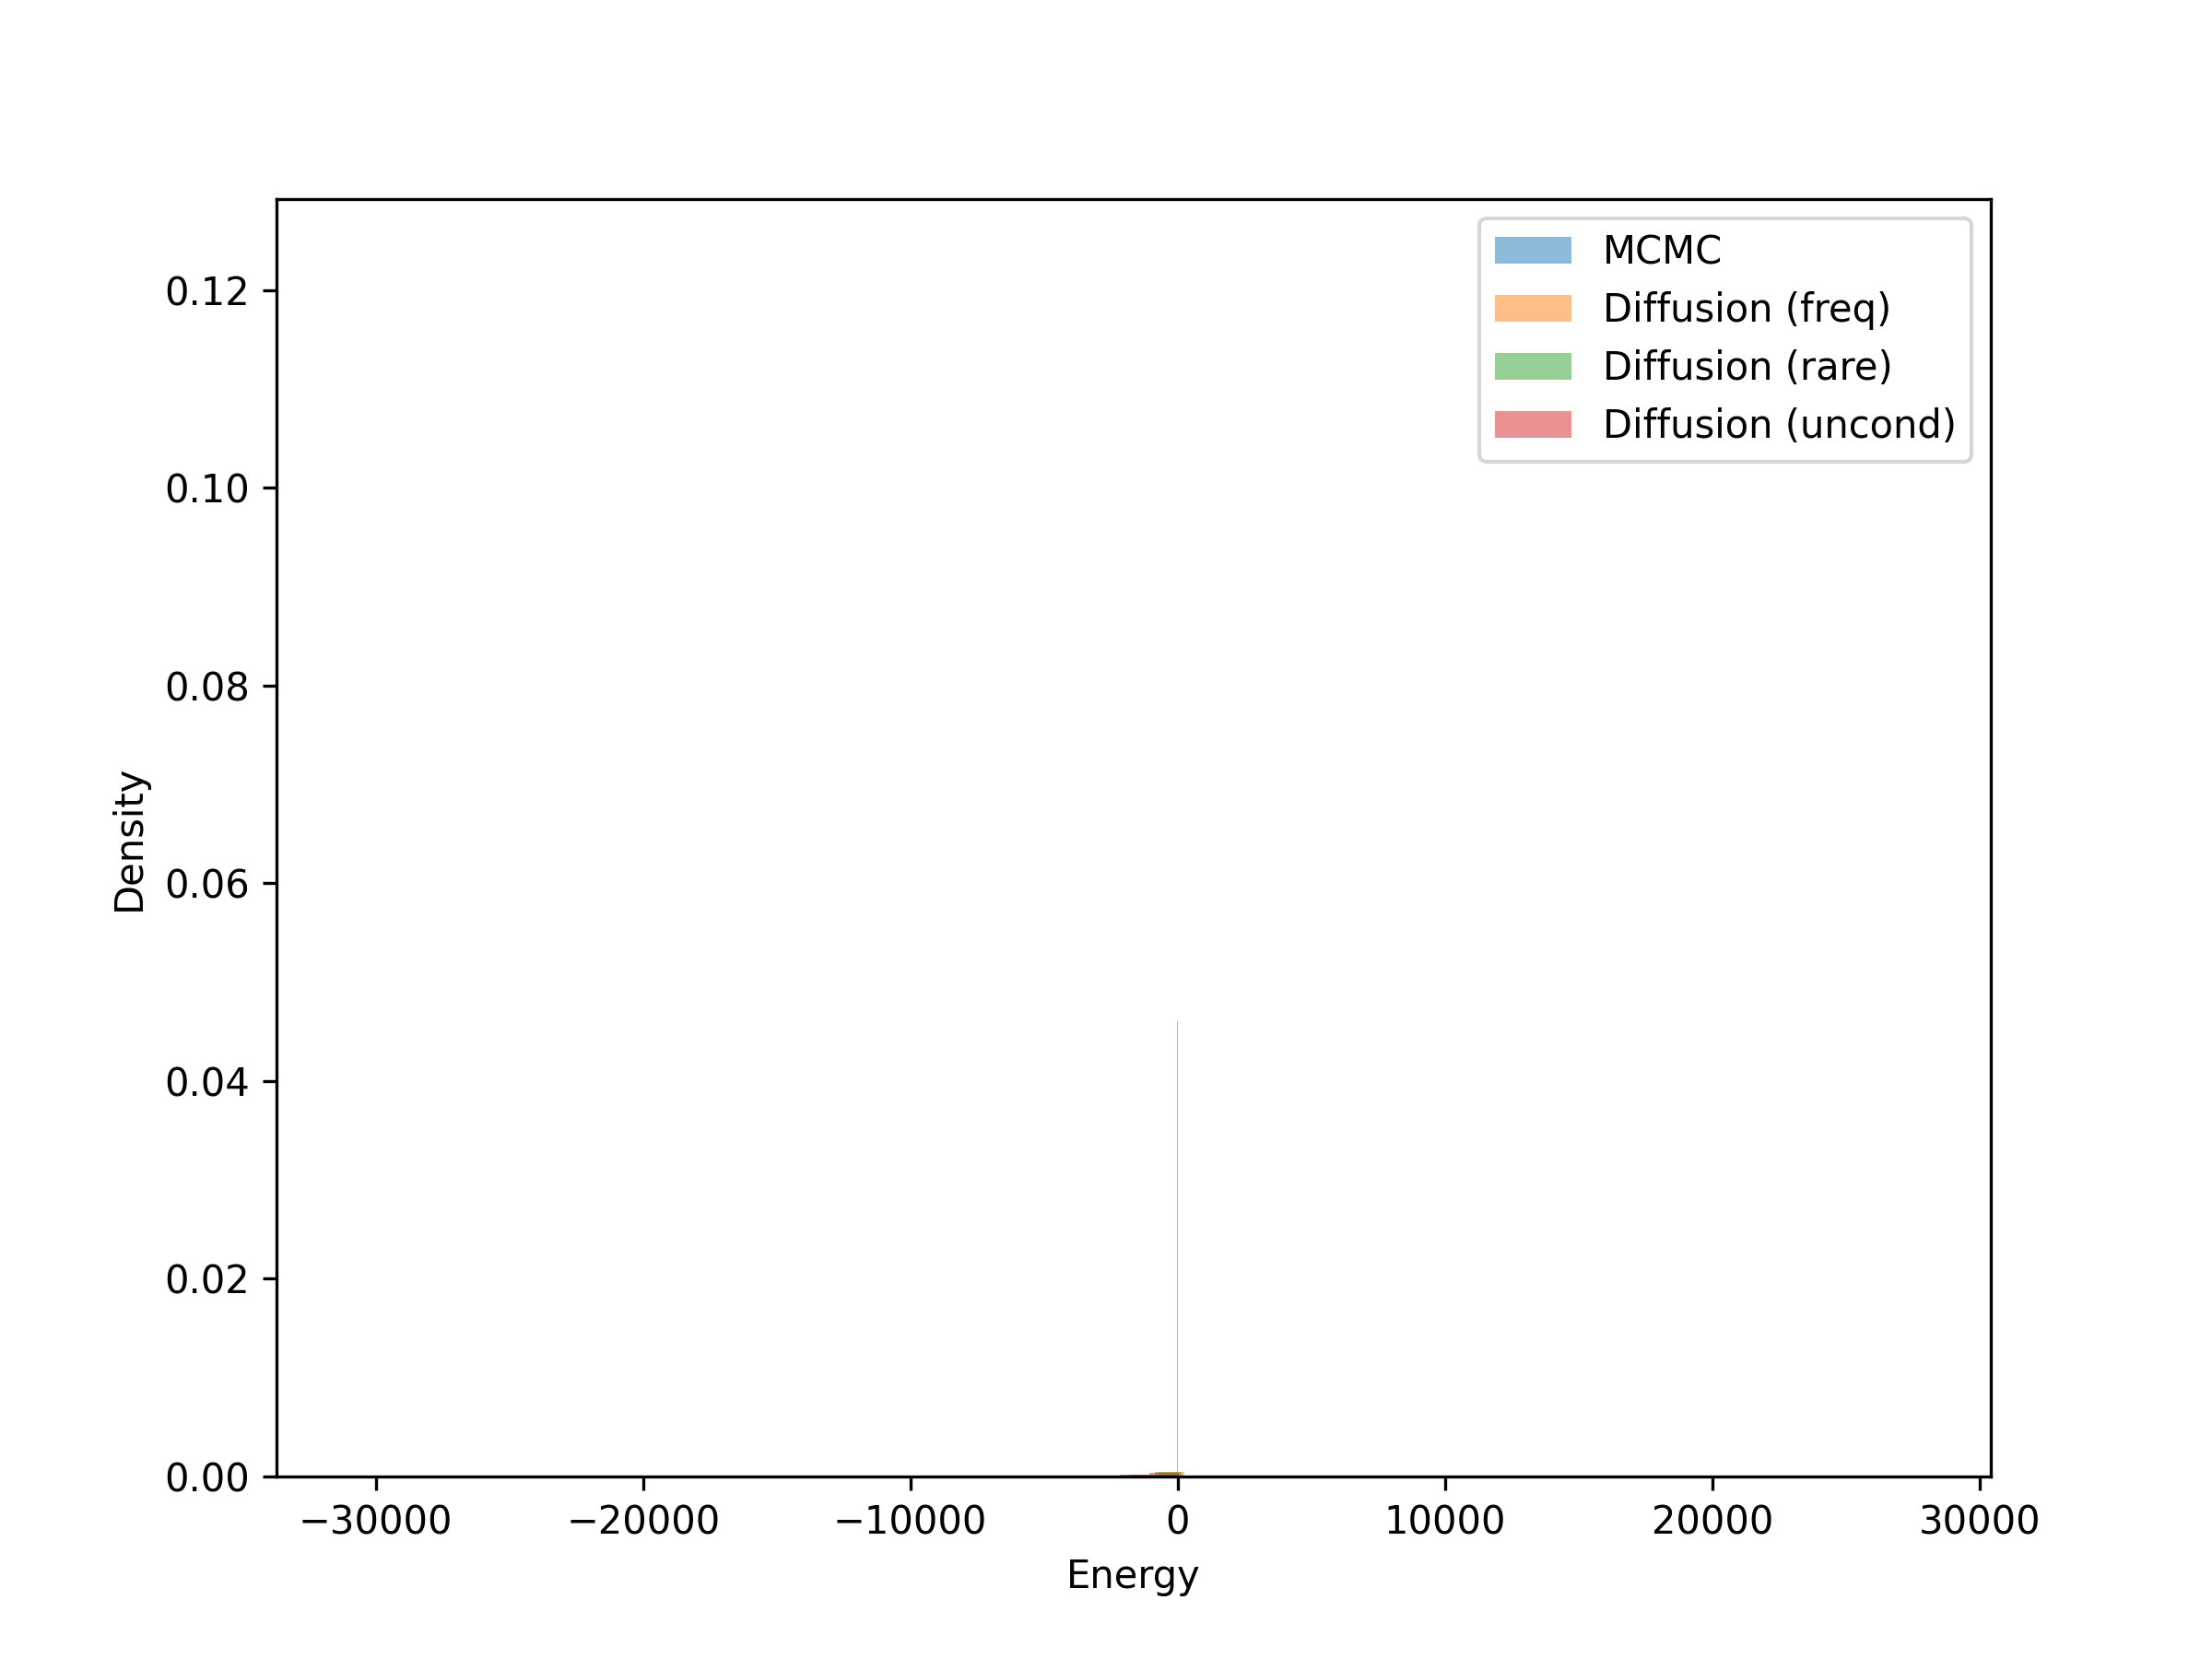 MCMC
Diffusion (freq)
Diffusion (rare)
Diffusion (uncond)
0.12
0.10
0.08
0.06
0.04
0.02
0.00
Density
−30000
−20000
−10000
0
10000
20000
30000
Energy